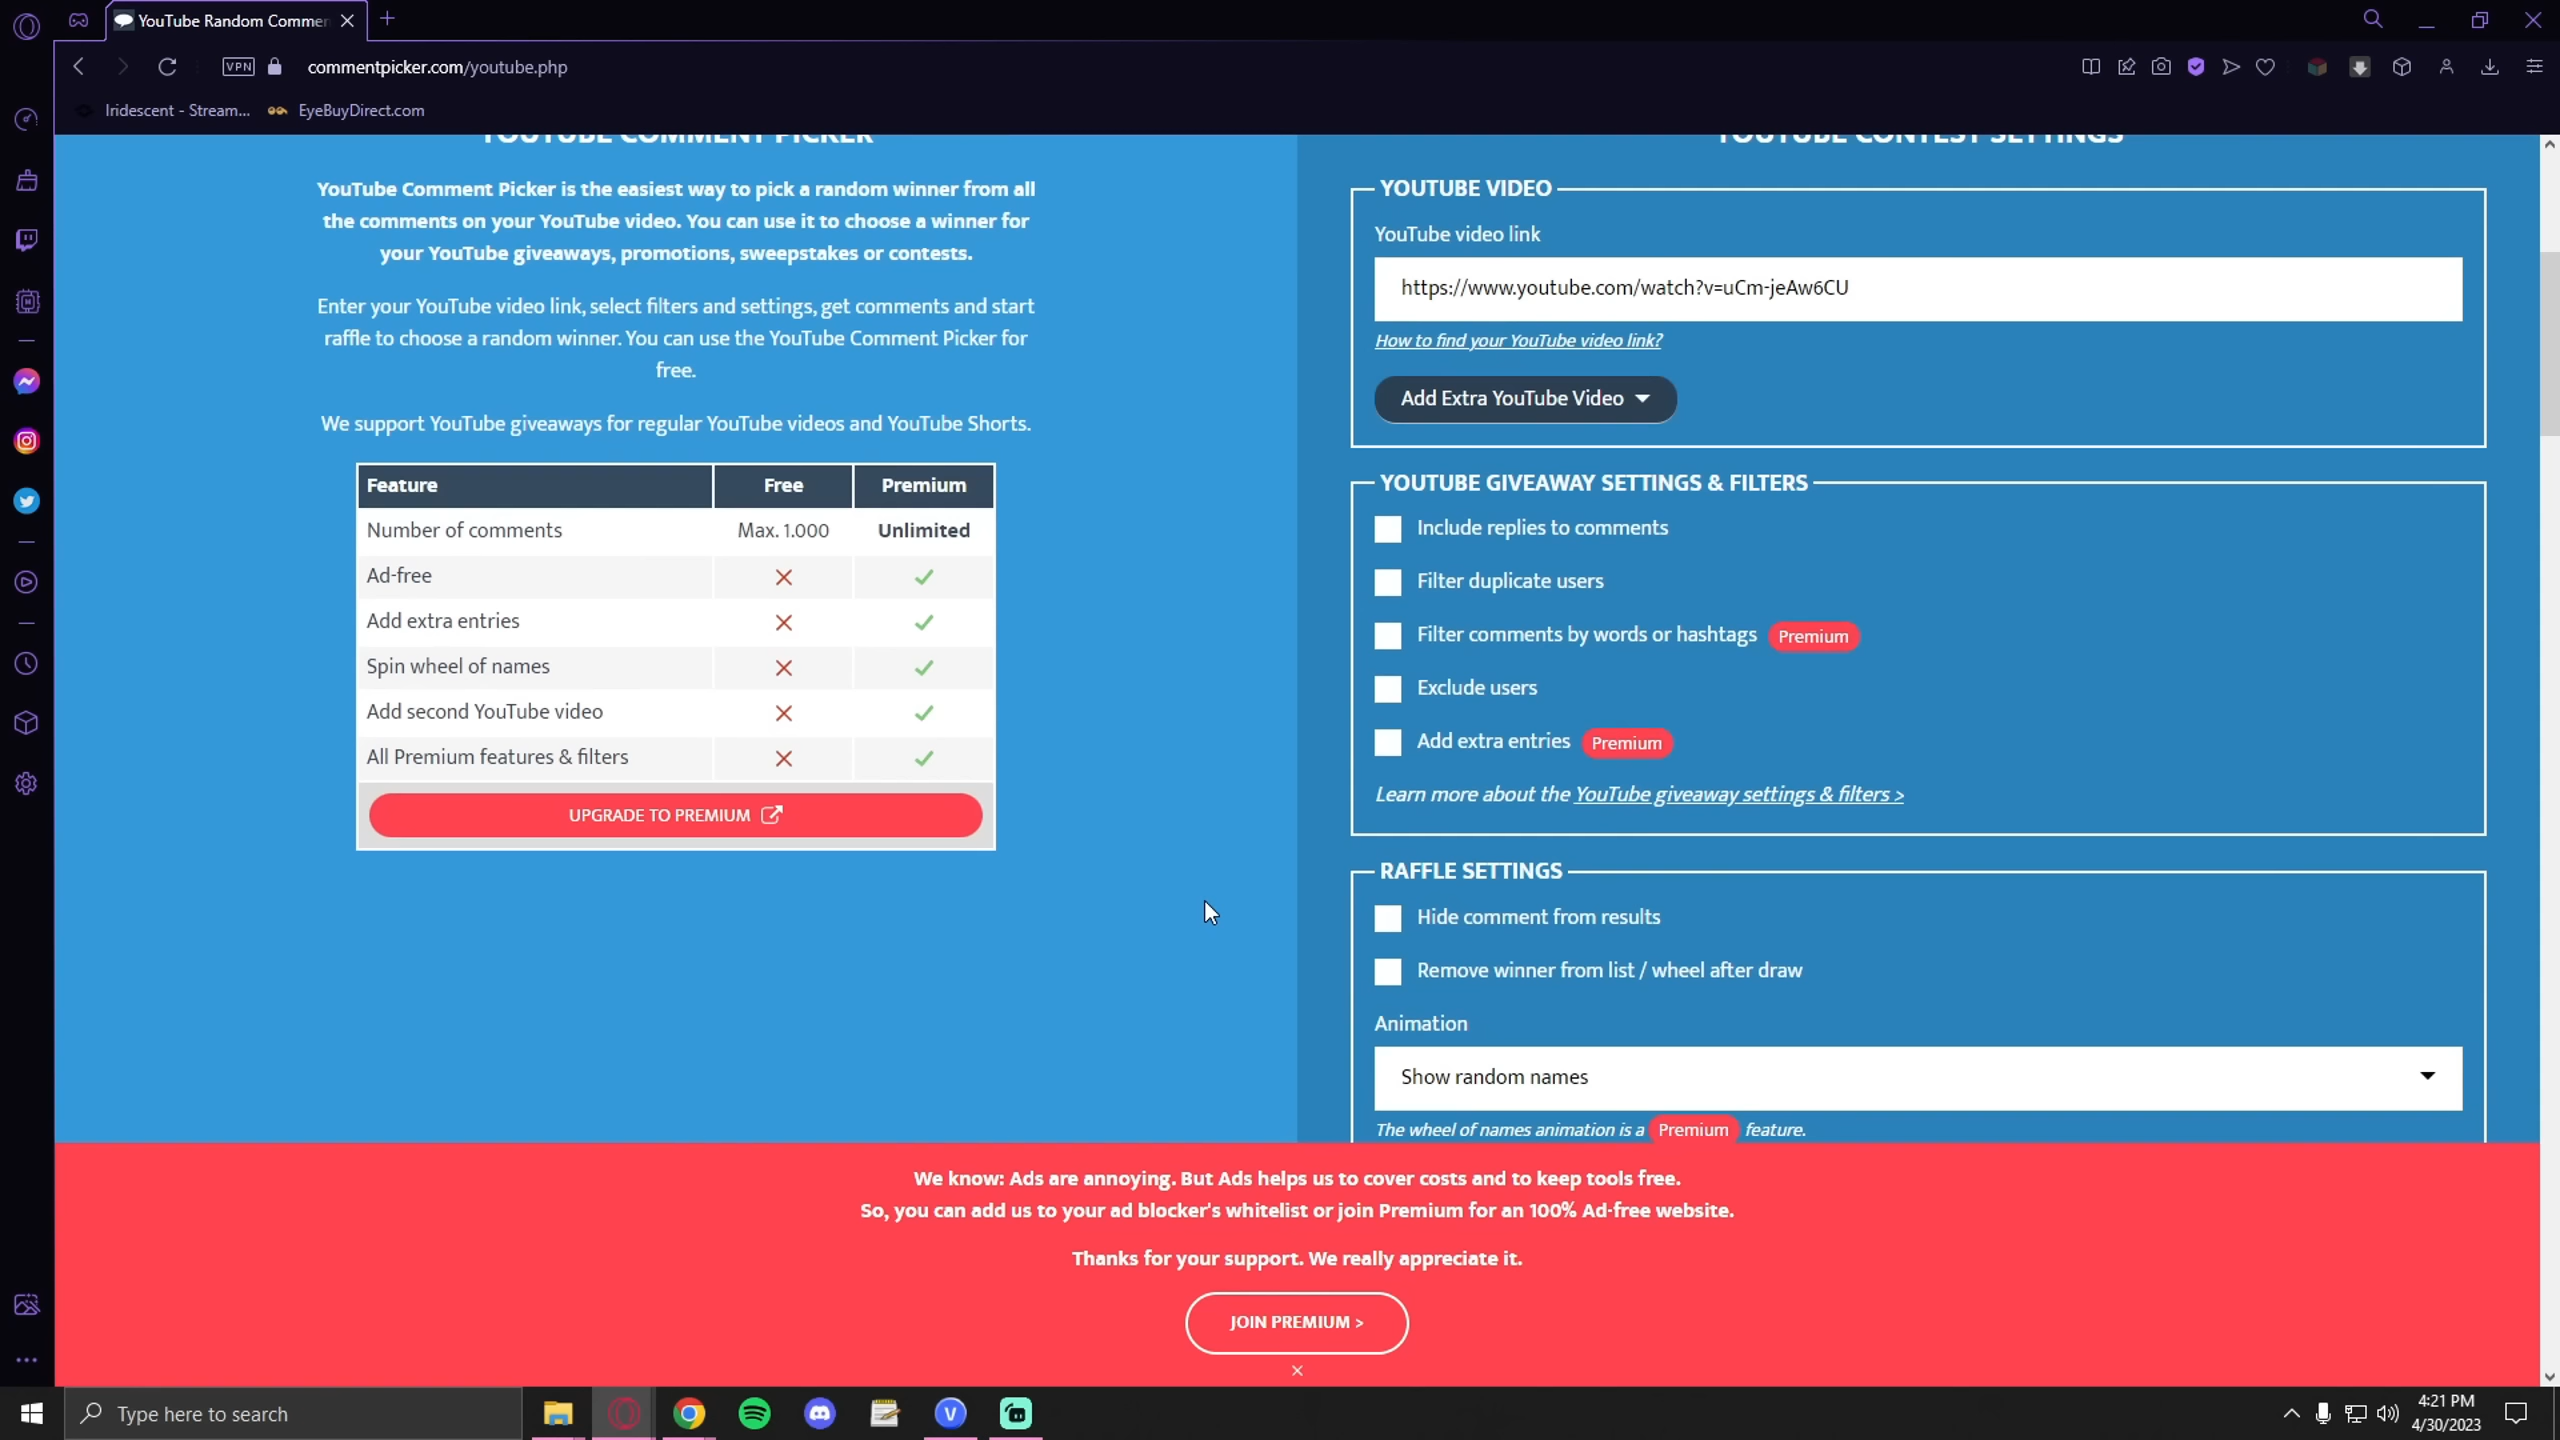 YouTube Random Commen
VPN
commentpicker.com/youtube.php
Iridescent - Stream...
EyeBuyDirect.com
YOUTUBE COMMENT PICKER
YouTube Comment Picker is the easiest way to pick a random winner from all
the comments on your YouTube video. You can use it to choose a winner for
your YouTube giveaways, promotions, sweepstakes or contests.
Enter your YouTube video link, select filters and settings, get comments and start
raffle to choose a random winner. You can use the YouTube Comment Picker for
free.
We support YouTube giveaways for regular YouTube videos and YouTube Shorts.
Feature Free Premium
Number of comments Max. 1.000 Unlimited
Ad-free
Add extra entries
Spin wheel of names
Add second YouTube video
All Premium features & filters
UPGRADE TO PREMIUM
YOUTUBE CONTEST SETTINGS
YOUTUBE VIDEO
YouTube video link
https://www.youtube.com/watch?v=uCm-jeAw6CU
How to find your YouTube video link?
Add Extra YouTube Video
YOUTUBE GIVEAWAY SETTINGS & FILTERS
Include replies to comments
Filter duplicate users
Filter comments by words or hashtags Premium
Exclude users
Add extra entries Premium
Learn more about the YouTube giveaway settings & filters >
RAFFLE SETTINGS
Hide comment from results
Remove winner from list / wheel after draw
Animation
Show random names
The wheel of names animation is a Premium feature.
We know: Ads are annoying. But Ads helps us to cover costs and to keep tools free.
So, you can add us to your ad blocker's whitelist or join Premium for an 100% Ad-free website.
Thanks for your support. We really appreciate it.
JOIN PREMIUM >
×
Type here to search
V
4:21 PM
4/30/2023